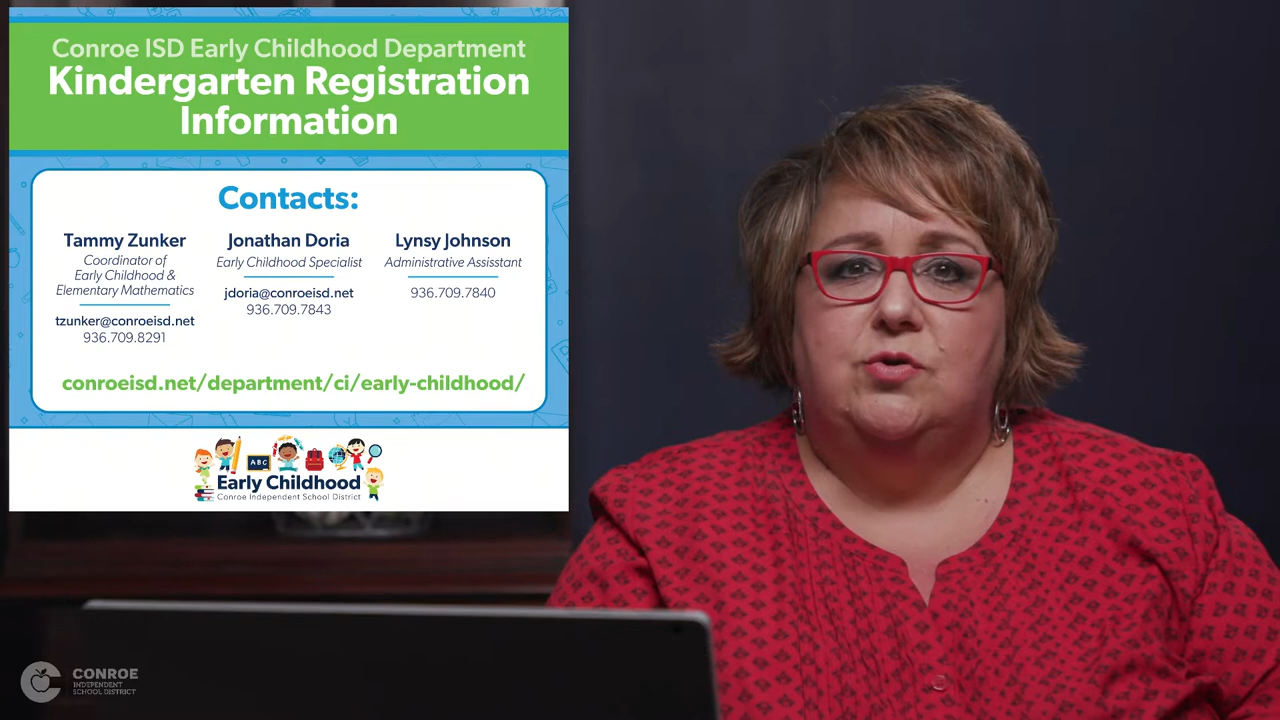 Conroe ISD Early Childhood Department
Kindergarten Registration
Information
Contacts:
Tammy Zunker
Coordinator of
Early Childhood &
Elementary Mathematics
tzunker@conroeisd.net
936.709.8291
Jonathan Doria
Early Childhood Specialist
jdoria@conroeisd.net
936.709.7843
Lynsy Johnson
Administrative Assisstant
936.709.7840
conroeisd.net/department/ci/early-childhood/
ABC
Early Childhood
Conroe Independent School District
CONROE
INDEPENDENT
SCHOOL DISTRICT